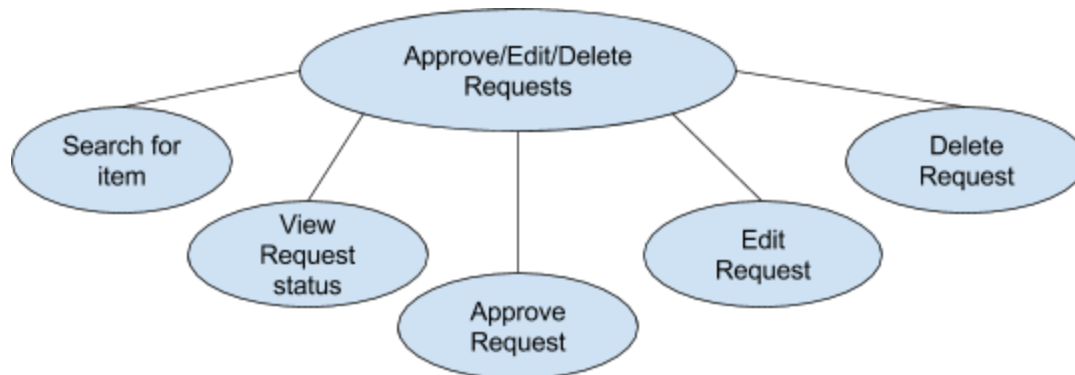 Approve/Edit/Delete
Requests
Search for
item
View
Request
status
Approve
Request
Edit
Request
Delete
Request